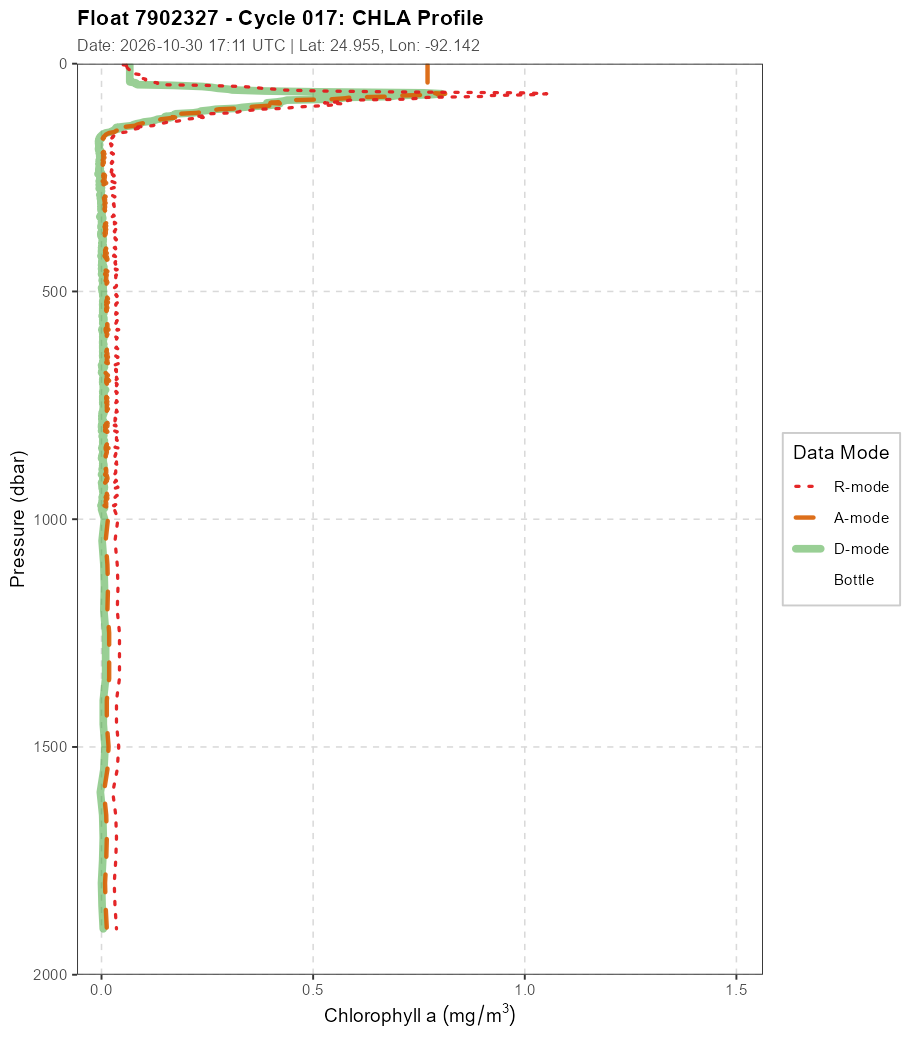 Float 7902327 - Cycle 017: CHLA Profile
Date: 2026-10-30 17:11 UTC | Lat: 24.955, Lon: -92.142
0
500
1000
1500
2000
Pressure (dbar)
0.0 0.5 1.0 1.5
Chlorophyll a (mg/m³)
Data Mode
R-mode
A-mode
D-mode
Bottle